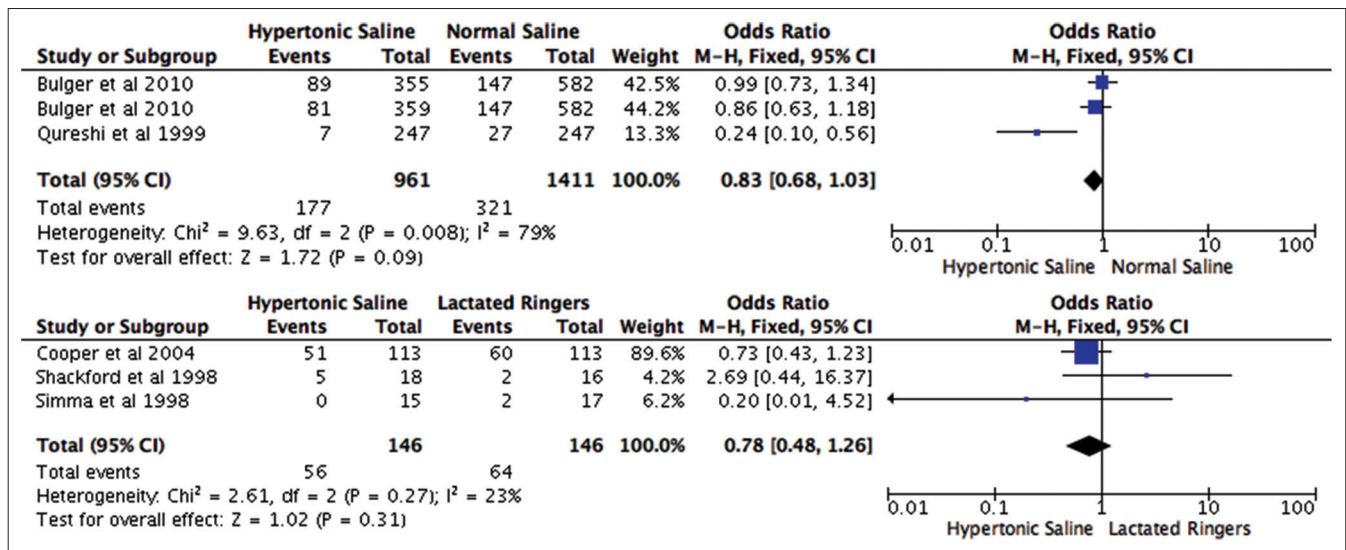 Hypertonic Saline Normal Saline Odds Ratio Odds Ratio
Study or Subgroup Events Total Events Total Weight M-H, Fixed, 95% CI M-H, Fixed, 95% CI
Bulger et al 2010 89 355 147 582 42.5% 0.99 [0.73, 1.34]
Bulger et al 2010 81 359 147 582 44.2% 0.86 [0.63, 1.18]
Qureshi et al 1999 7 247 27 247 13.3% 0.24 [0.10, 0.56]
Total (95% CI) 961 1411 100.0% 0.83 [0.68, 1.03]
Total events 177 321
Heterogeneity: Chi² = 9.63, df = 2 (P = 0.008); I² = 79%
Test for overall effect: Z = 1.72 (P = 0.09)
0.01 0.1 1 10 100
Hypertonic Saline Normal Saline
Hypertonic Saline Lactated Ringers Odds Ratio Odds Ratio
Study or Subgroup Events Total Events Total Weight M-H, Fixed, 95% CI M-H, Fixed, 95% CI
Cooper et al 2004 51 113 60 113 89.6% 0.73 [0.43, 1.23]
Shackford et al 1998 5 18 2 16 4.2% 2.69 [0.44, 16.37]
Simma et al 1998 0 15 2 17 6.2% 0.20 [0.01, 4.52]
Total (95% CI) 146 146 100.0% 0.78 [0.48, 1.26]
Total events 56 64
Heterogeneity: Chi² = 2.61, df = 2 (P = 0.27); I² = 23%
Test for overall effect: Z = 1.02 (P = 0.31)
0.01 0.1 1 10 100
Hypertonic Saline Lactated Ringers